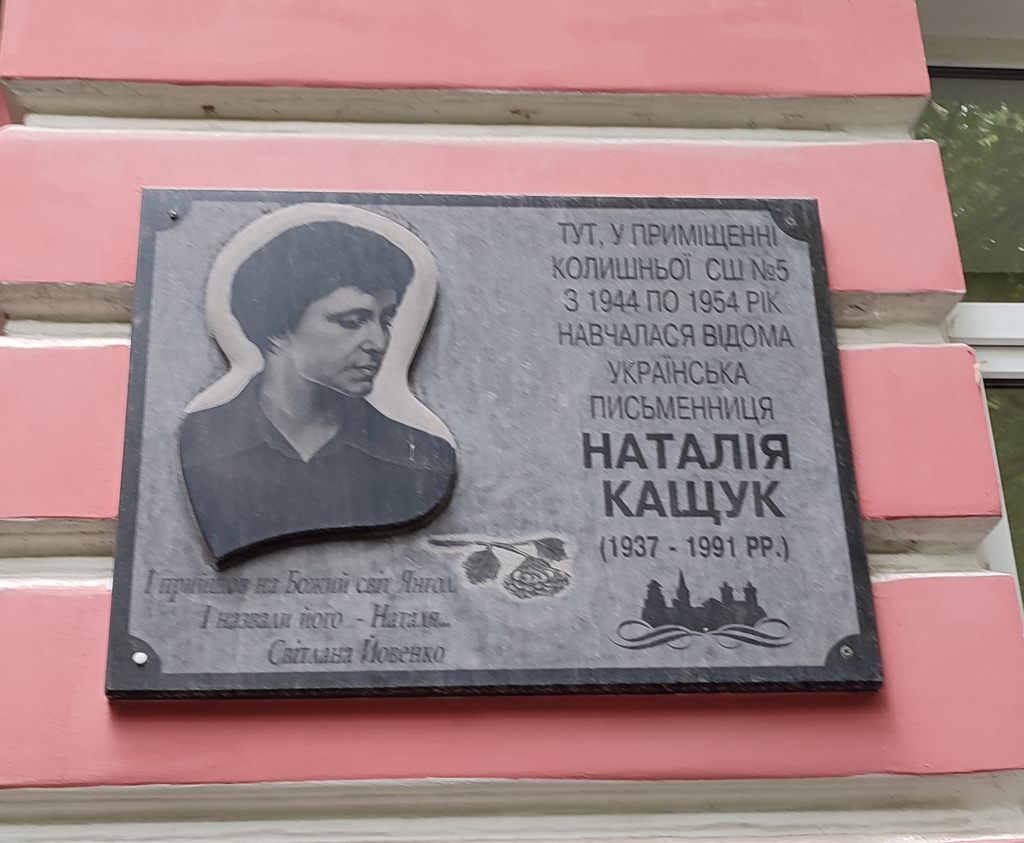 ТУТ, У ПРИМІЩЕННІ
КОЛИШНЬОЇ СШ №5
З 1944 ПО 1954 РІК
НАВЧАЛАСЯ ВІДОМА
УКРАЇНСЬКА
ПИСЬМЕННИЦЯ
НАТАЛІЯ
КАЩУК
(1937 - 1991 РР.)
І прийшов на Божий світ Янгол,
І назвали його - Наталя...
Світлана Йовенко